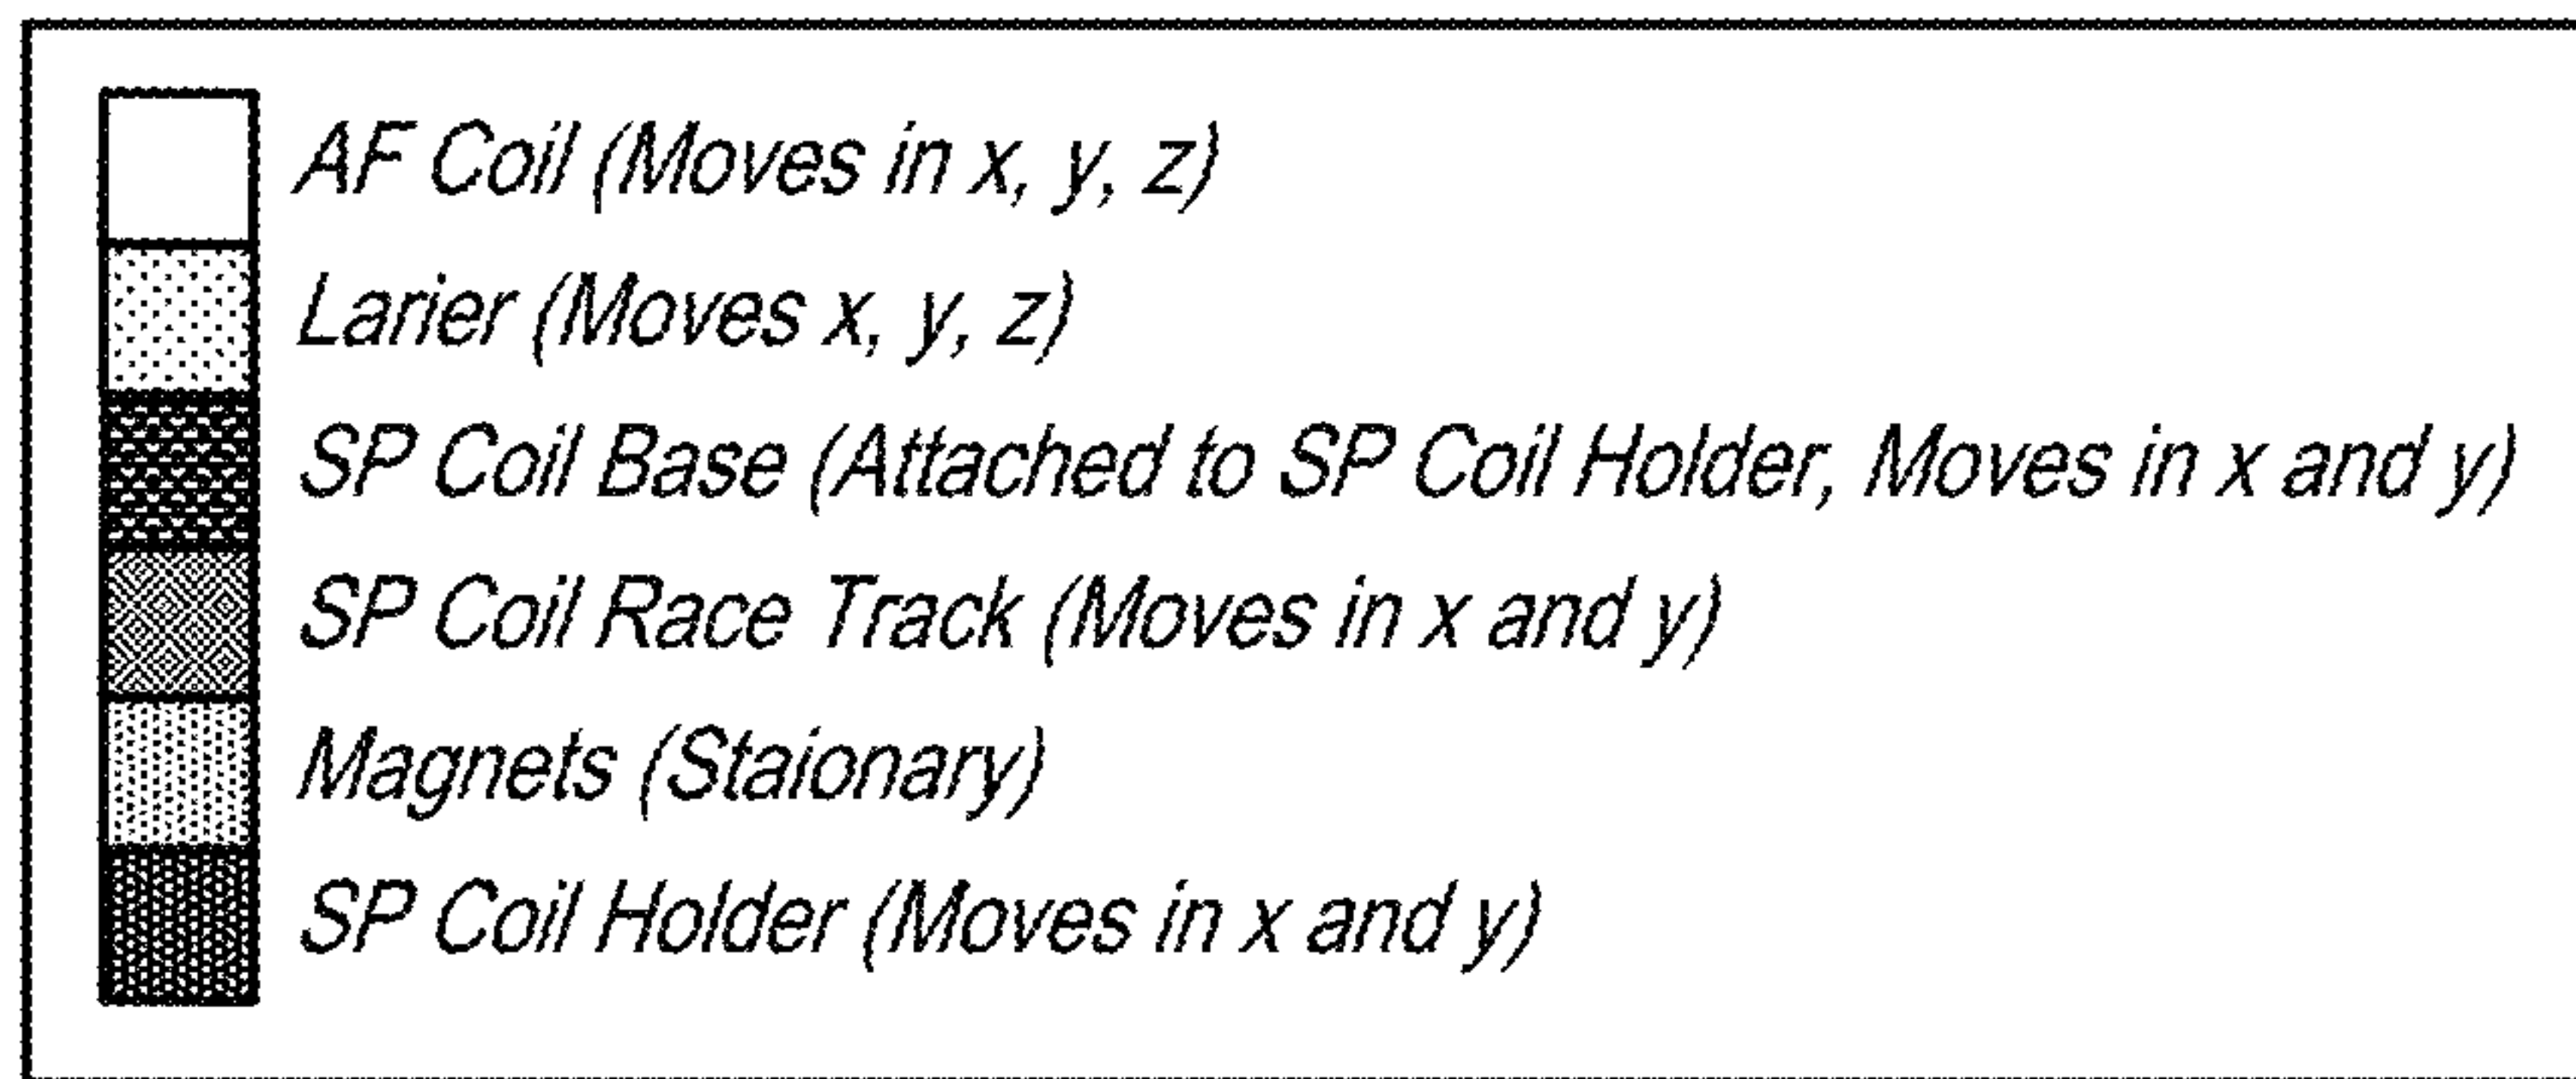 AF Coil (Moves in x, y, z)
Larier (Moves x, y, z)
SP Coil Base (Attached to SP Coil Holder, Moves in x and y)
SP Coil Race Track (Moves in x and y)
Magnets (Staionary)
SP Coil Holder (Moves in x and y)